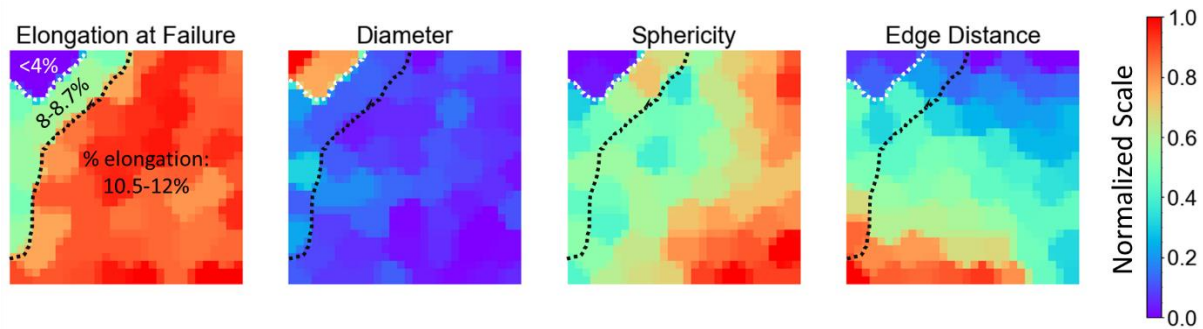 Elongation at Failure
Diameter
Sphericity
Edge Distance
<4%
8-8.7%
% elongation:
10.5-12%
1.0
0.8
0.6
0.4
0.2
0.0
Normalized Scale